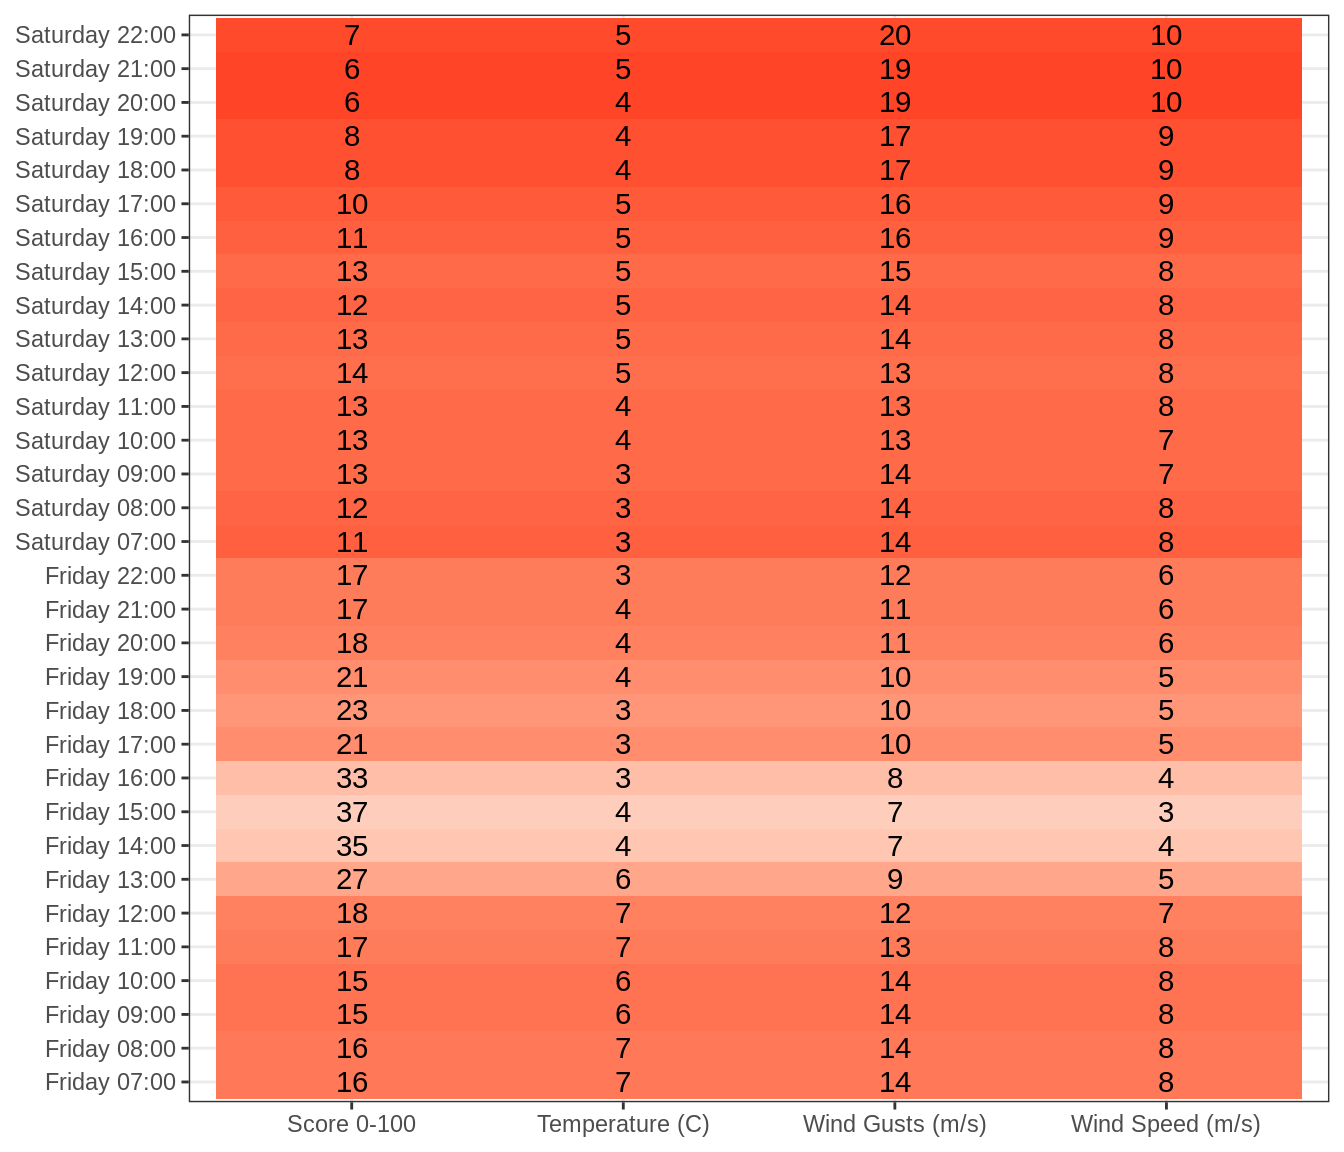 Saturday 22:00 7 5 20 10
Saturday 21:00 6 5 19 10
Saturday 20:00 6 4 19 10
Saturday 19:00 8 4 17 9
Saturday 18:00 8 4 17 9
Saturday 17:00 10 5 16 9
Saturday 16:00 11 5 16 9
Saturday 15:00 13 5 15 8
Saturday 14:00 12 5 14 8
Saturday 13:00 13 5 14 8
Saturday 12:00 14 5 13 8
Saturday 11:00 13 4 13 8
Saturday 10:00 13 4 13 7
Saturday 09:00 13 3 14 7
Saturday 08:00 12 3 14 8
Saturday 07:00 11 3 14 8
Friday 22:00 17 3 12 6
Friday 21:00 17 4 11 6
Friday 20:00 18 4 11 6
Friday 19:00 21 4 10 5
Friday 18:00 23 3 10 5
Friday 17:00 21 3 10 5
Friday 16:00 33 3 8 4
Friday 15:00 37 4 7 3
Friday 14:00 35 4 7 4
Friday 13:00 27 6 9 5
Friday 12:00 18 7 12 7
Friday 11:00 17 7 13 8
Friday 10:00 15 6 14 8
Friday 09:00 15 6 14 8
Friday 08:00 16 7 14 8
Friday 07:00 16 7 14 8
Score 0-100 Temperature (C) Wind Gusts (m/s) Wind Speed (m/s)